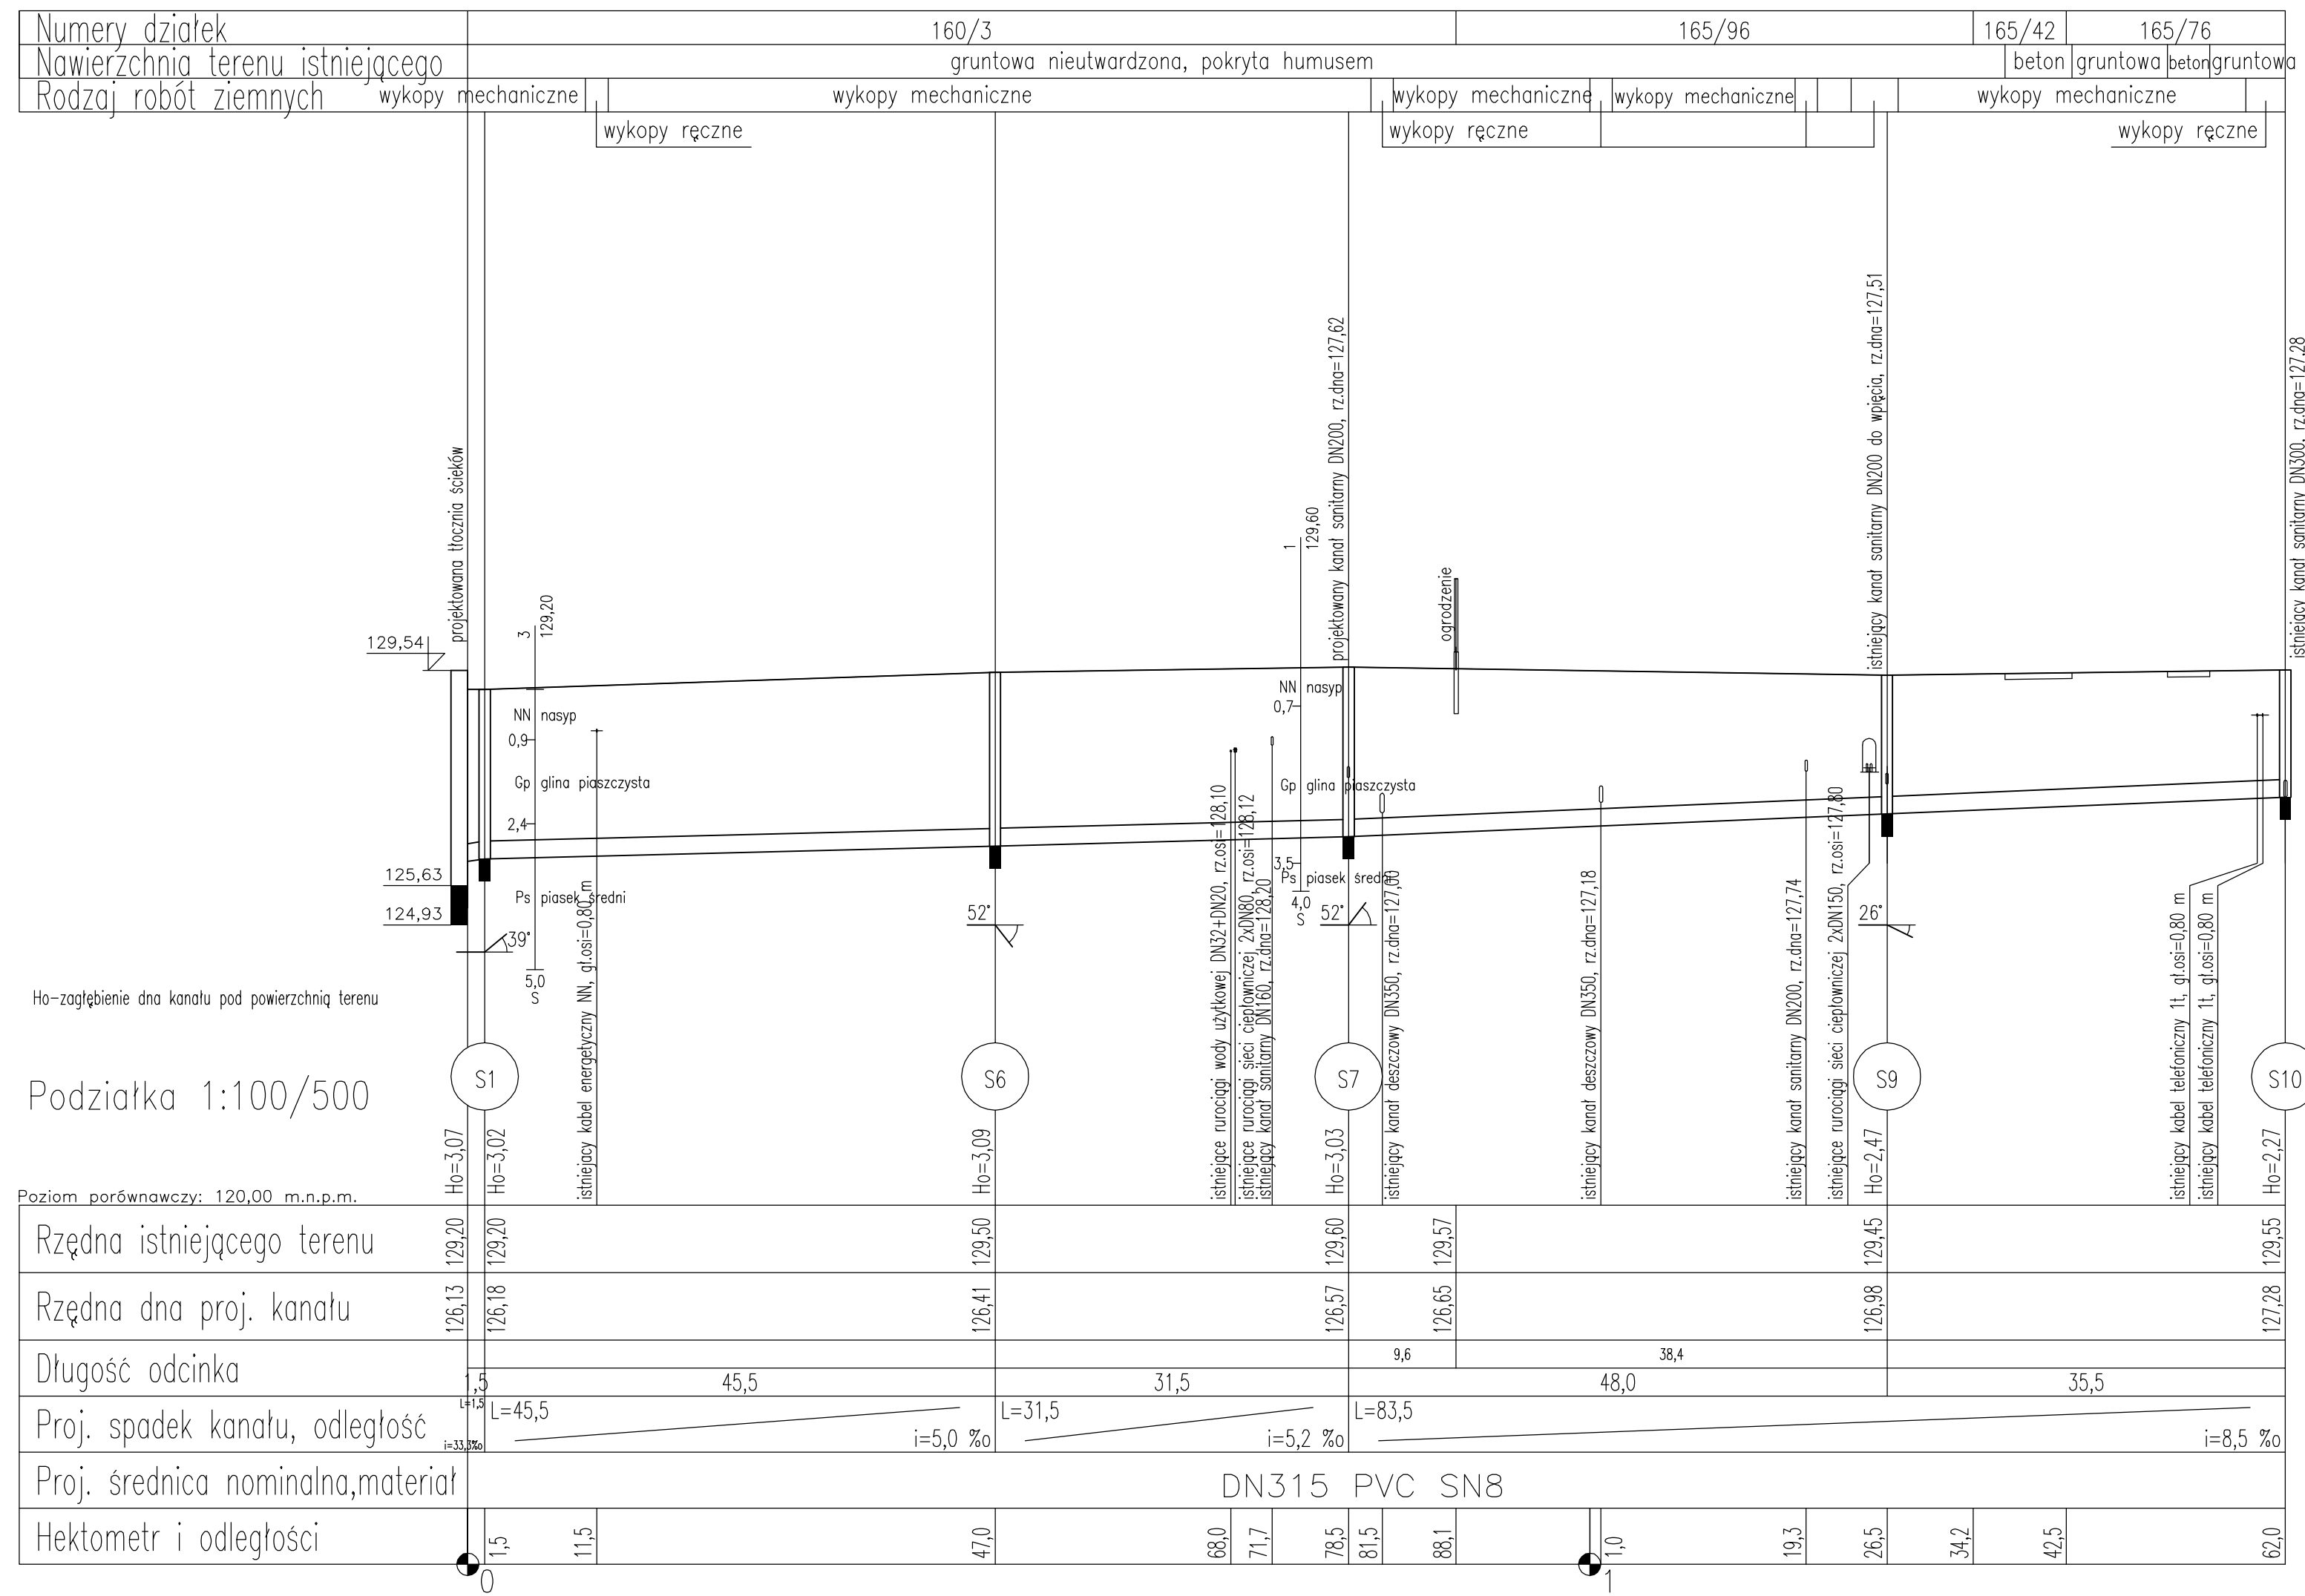 Numery działek 160/3 165/96 165/42 165/76
Nawierzchnia terenu istniejącego gruntowa nieutwardzona, pokryta humusem beton gruntowa beton gruntowa
Rodzaj robót ziemnych wykopy mechaniczne wykopy mechaniczne wykopy mechaniczne wykopy mechaniczne wykopy mechaniczne
wykopy ręczne wykopy ręczne wykopy ręczne
projektowana tłocznia ścieków
projektowany kanał sanitarny DN200, rz.dna=127,62
istniejący kanał sanitarny DN200 do wpięcia, rz.dna=127,51
istniejący kanał sanitarny DN300, rz.dna=127.28
ogrodzenie
129,54
125,63
124,93
3
129,20
NN nasyp
0,9
Gp glina piaszczysta
2,4
Ps piasek średni
5,0
S
1
129,60
NN nasyp
0,7
Gp glina piaszczysta
3,5
Ps piasek średni
4,0
S
39° 52° 52° 26°
istniejacy kabel energetyczny NN, gł.osi=0,80 m
istniejące rurociągi wody użytkowej DN32+DN20, rz.osi=128,10
istniejące rurociągi sieci ciepłowniczej 2xDN80, rz.osi=128,12
istniejący kanał sanitarny DN160, rz.dna=128,20
istniejący kanał deszczowy DN350, rz.dna=127,00
istniejący kanał deszczowy DN350, rz.dna=127,18
istniejący kanał sanitarny DN200, rz.dna=127,74
istniejące rurociągi sieci ciepłowniczej 2xDN150, rz.osi=127,80
istniejący kabel telefoniczny 1t, gł.osi=0,80 m
istniejący kabel telefoniczny 1t, gł.osi=0,80 m
Ho-zagłębienie dna kanału pod powierzchnią terenu
Podziałka 1:100/500
S1 S6 S7 S9 S10
Ho=3,07 Ho=3,02 Ho=3,09 Ho=3,03 Ho=2,47 Ho=2,27
Poziom porównawczy: 120,00 m.n.p.m.
Rzędna istniejącego terenu 129,20 129,20 129,50 129,60 129,57 129,45 129,55
Rzędna dna proj. kanału 126,13 126,18 126,41 126,57 126,65 126,98 127,28
9,6 38,4
Długość odcinka 1,5 45,5 31,5 48,0 35,5
L=1,5 L=45,5 L=31,5 L=83,5
Proj. spadek kanału, odległość i=33,3‰ i=5,0 ‰ i=5,2 ‰ i=8,5 ‰
Proj. średnica nominalna,materiał DN315 PVC SN8
Hektometr i odległości 1,5 11,5 47,0 68,0 71,7 78,5 81,5 88,1 1,0 19,3 26,5 34,2 42,5 62,0
0 1